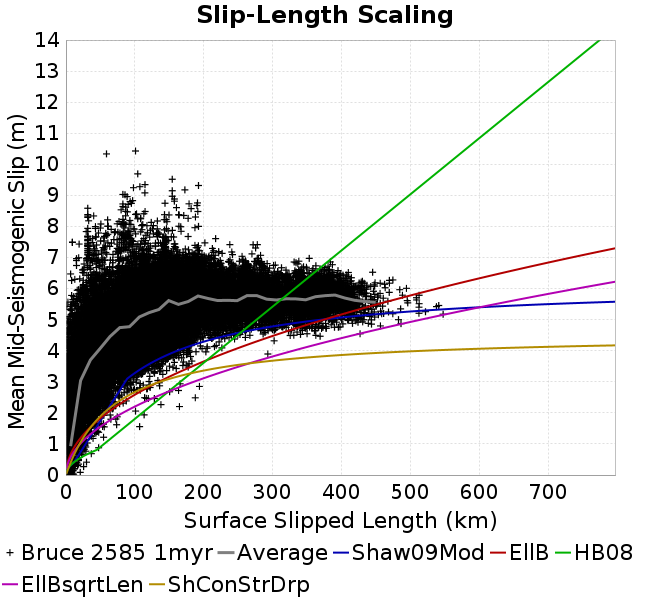 Slip-Length Scaling
Mean Mid-Seismogenic Slip (m)
14
13
12
11
10
9
8
7
6
5
4
3
2
1
0
0 100 200 300 400 500 600 700
Surface Slipped Length (km)
Bruce 2585 1myr Average Shaw09Mod EllB HB08
EllBsqrtLen ShConStrDrp